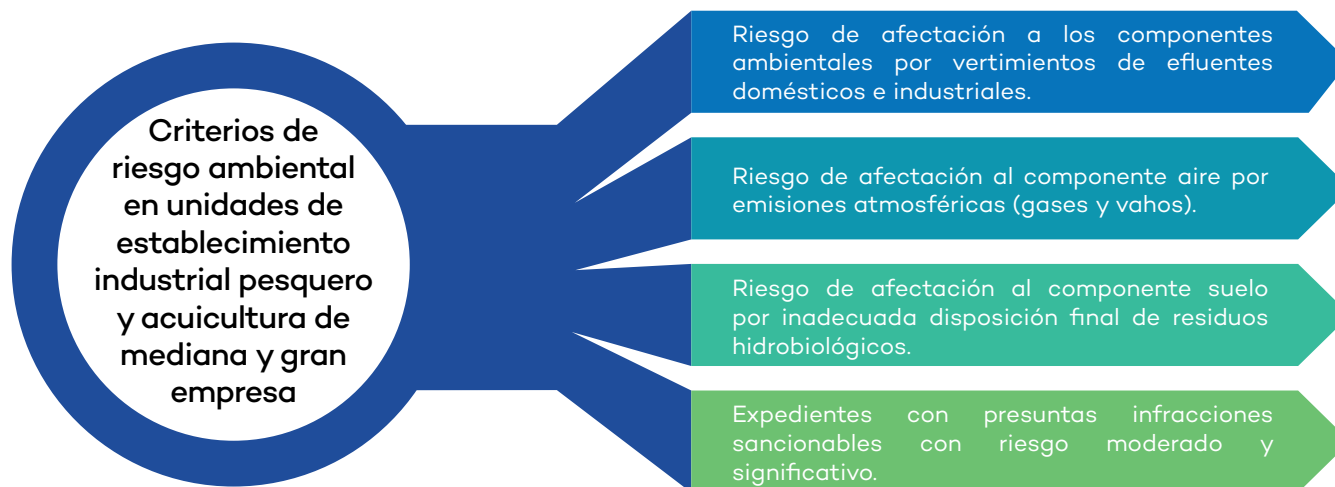 Criterios de
riesgo ambiental
en unidades de
establecimiento
industrial pesquero
y acuicultura de
mediana y gran
empresa
Riesgo de afectación a los componentes
ambientales por vertimientos de efluentes
domésticos e industriales.
Riesgo de afectación al componente aire por
emisiones atmosféricas (gases y vahos).
Riesgo de afectación al componente suelo
por inadecuada disposición final de residuos
hidrobiológicos.
Expedientes con presuntas infracciones
sancionables con riesgo moderado y
significativo.